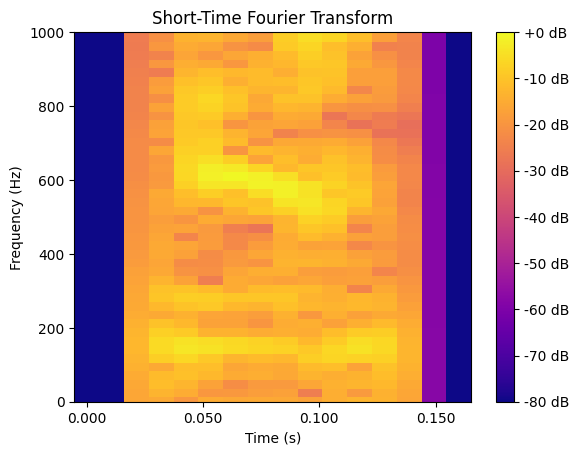 Short-Time Fourier Transform
1000
800
600
400
200
0
Frequency (Hz)
0.000
0.050
0.100
0.150
Time (s)
+0 dB
-10 dB
-20 dB
-30 dB
-40 dB
-50 dB
-60 dB
-70 dB
-80 dB